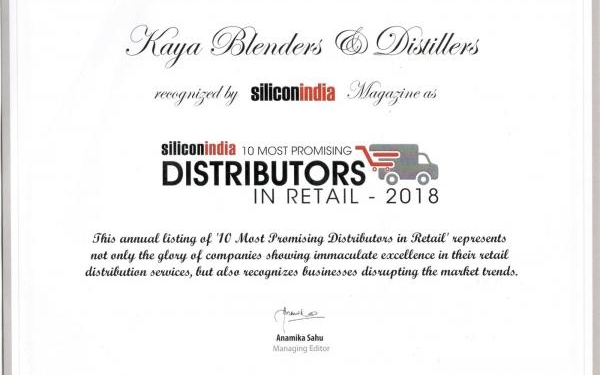 Kaya Blenders & Distillers
recognized by siliconindia Magazine as
siliconindia 10 MOST PROMISING
DISTRIBUTORS
IN RETAIL - 2018
This annual listing of '10 Most Promising Distributors in Retail' represents
not only the glory of companies showing immaculate excellence in their retail
distribution services, but also recognizes businesses disrupting the market trends.
Anamika Sahu
Managing Editor